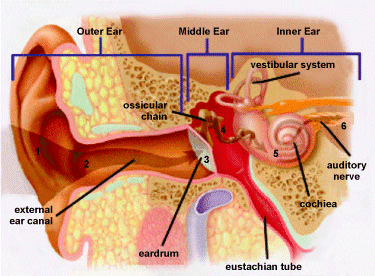 Outer Ear
Middle Ear
Inner Ear
vestibular system
ossicular
chain
1
2
3
4
5
6
auditory
nerve
cochiea
external
ear canal
eardrum
eustachian tube